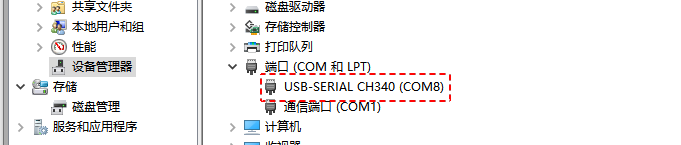 共享文件夹
本地用户和组
性能
设备管理器
存储
磁盘管理
服务和应用程序
磁盘驱动器
存储控制器
打印队列
端口 (COM 和 LPT)
USB-SERIAL CH340 (COM8)
通信端口 (COM1)
计算机